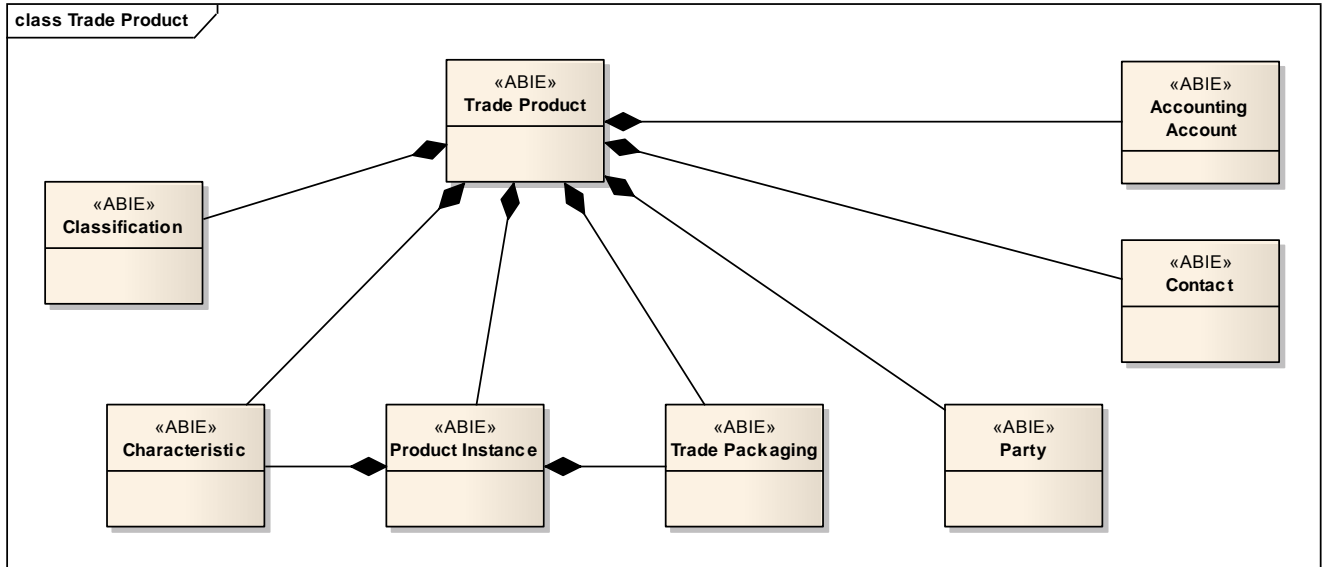 class Trade Product
«ABIE»
Trade Product
«ABIE»
Accounting
Account
«ABIE»
Classification
«ABIE»
Contact
«ABIE»
Characteristic
«ABIE»
Product Instance
«ABIE»
Trade Packaging
«ABIE»
Party